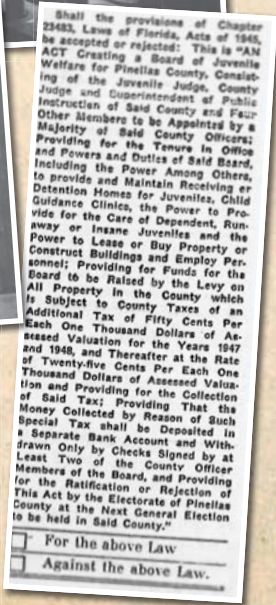 Shall the provisions of Chapter
23483, Laws of Florida, Acts of 1945,
be accepted or rejected: This is "AN
ACT Creating a Board of Juvenile
Welfare for Pinellas County, Consist-
ing of the Juvenile Judge, County
Judge and Superintendent of Public
Instruction of Said County and Four
Other Members to be Appointed by a
Majority of Said County Officers;
Providing for the Tenure in Office
and Powers and Duties of Said Board,
Including the Power Among Others,
to provide and Maintain Receiving or
Detention Homes for Juveniles, Child
Guidance Clinics, the Power to Pro-
vide for the Care of Dependent, Run-
away or Insane Juveniles and the
Power to Lease or Buy Property or
Construct Buildings and Employ Per-
sonnel; Providing for Funds for the
Board to be Raised by the Levy on
All Property in the County which
is Subject to County Taxes of an
Additional Tax of Fifty Cents Per
Each One Thousand Dollars of As-
sessed Valuation for the Years 1947
and 1948, and Thereafter at the Rate
of Twenty-five Cents Per Each One
Thousand Dollars of Assessed Valua-
tion and Providing for the Collection
of Said Tax; Providing That the
Money Collected by Reason of Such
Special Tax shall be Deposited in
a Separate Bank Account and With-
drawn Only by Checks Signed by at
Least Two of the County Officer
Members of the Board, and Providing
for the Ratification or Rejection of
This Act by the Electorate of Pinellas
County at the Next General Election
to be held in Said County."
For the above Law
Against the above Law.